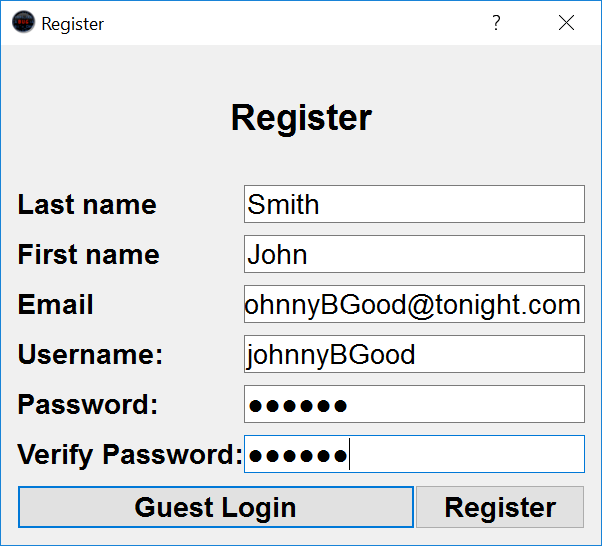 Register
?
Register
Last name Smith
First name John
Email ohnnyBGood@tonight.com
Username: johnnyBGood
Password: ●●●●●●
Verify Password: ●●●●●●
Guest Login Register